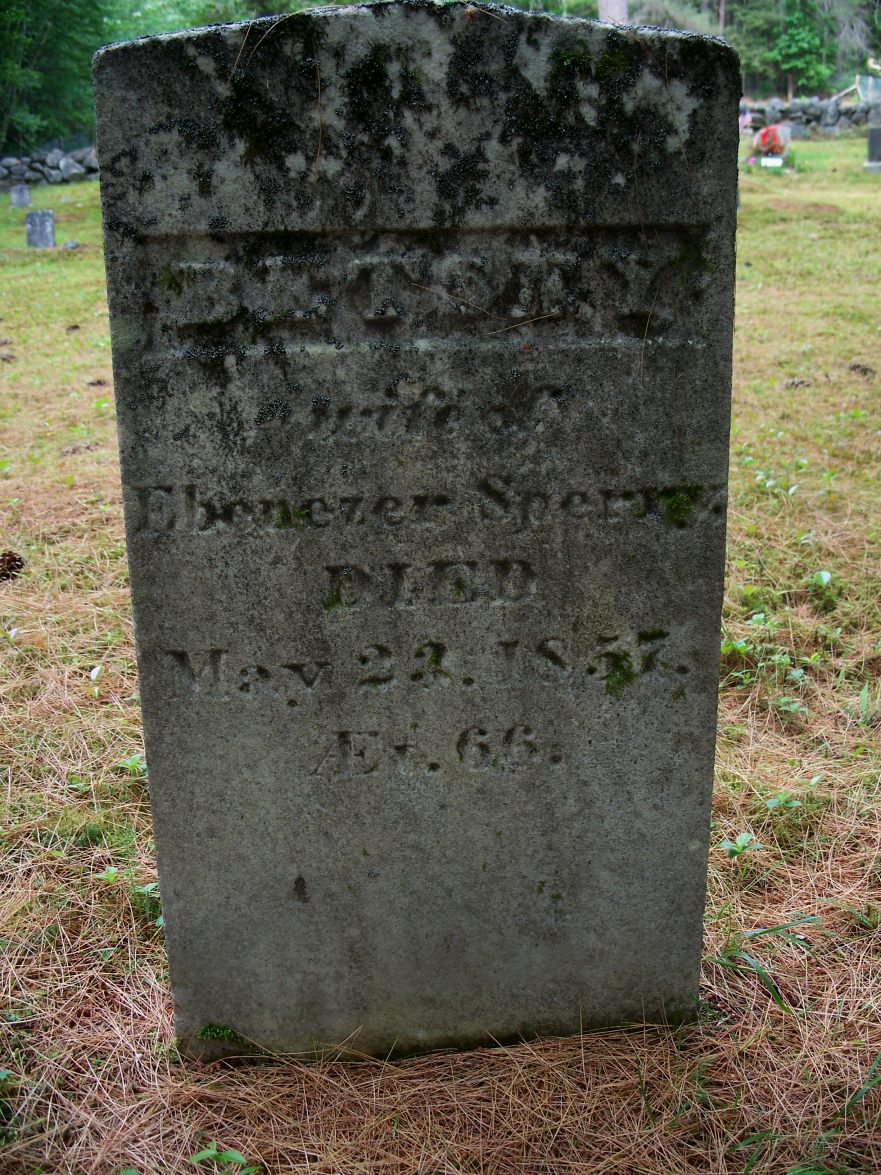 BETSEY
wife of
Ebenezer Sperry.
DIED
May 23. 1857.
Æt. 66.